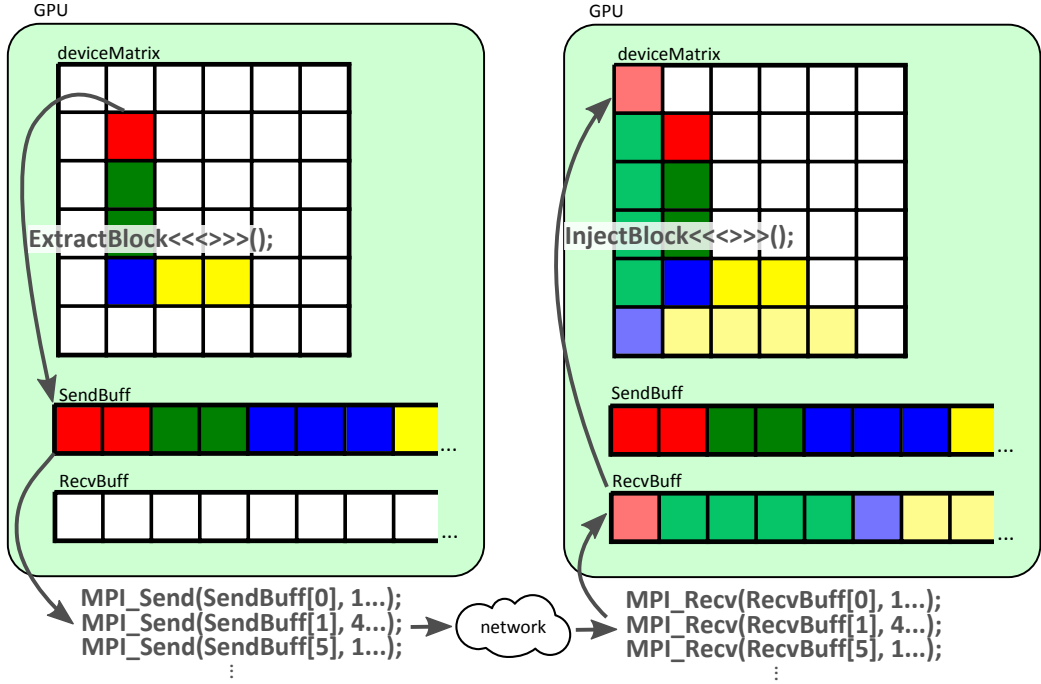 GPU
deviceMatrix
ExtractBlock<<<>>>();
SendBuff
...
RecvBuff
...
MPI_Send(SendBuff[0], 1...);
MPI_Send(SendBuff[1], 4...);
MPI_Send(SendBuff[5], 1...);
⋮
network
GPU
deviceMatrix
InjectBlock<<<>>>();
SendBuff
...
RecvBuff
...
MPI_Recv(RecvBuff[0], 1...);
MPI_Recv(RecvBuff[1], 4...);
MPI_Recv(RecvBuff[5], 1...);
⋮